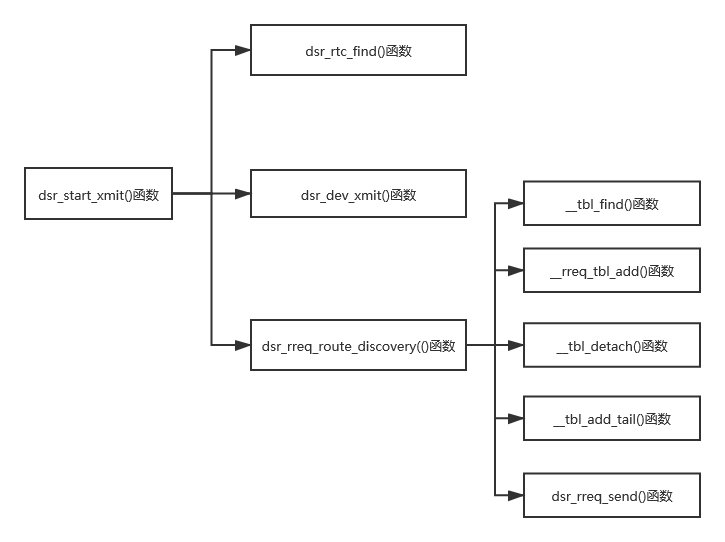 dsr_rtc_find()函数
dsr_start_xmit()函数
dsr_dev_xmit()函数
dsr_rreq_route_discovery(()函数
__tbl_find()函数
__rreq_tbl_add()函数
__tbl_detach()函数
__tbl_add_tail()函数
dsr_rreq_send()函数